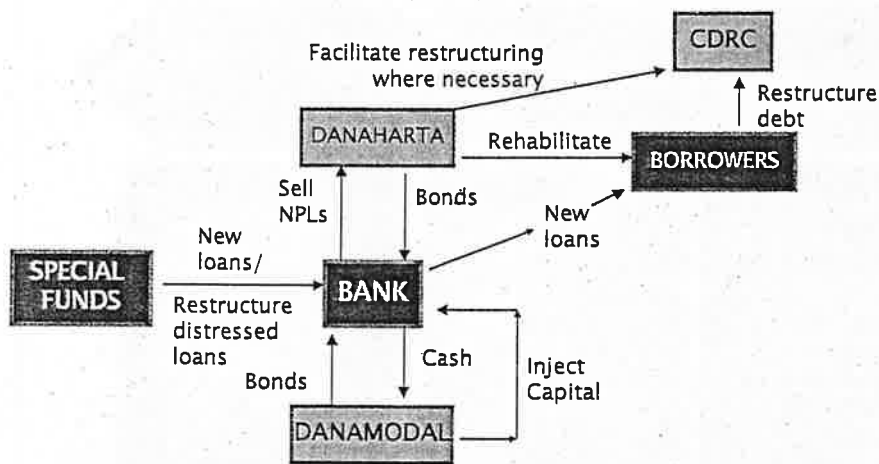 Facilitate restructuring
where necessary
CDRC
Restructure
debt
DANAHARTA
Rehabilitate
BORROWERS
Sell
NPLs
Bonds
New
loans
New
loans/
SPECIAL
FUNDS
BANK
Restructure
distressed
loans
Bonds
Cash
Inject
Capital
DANAMODAL